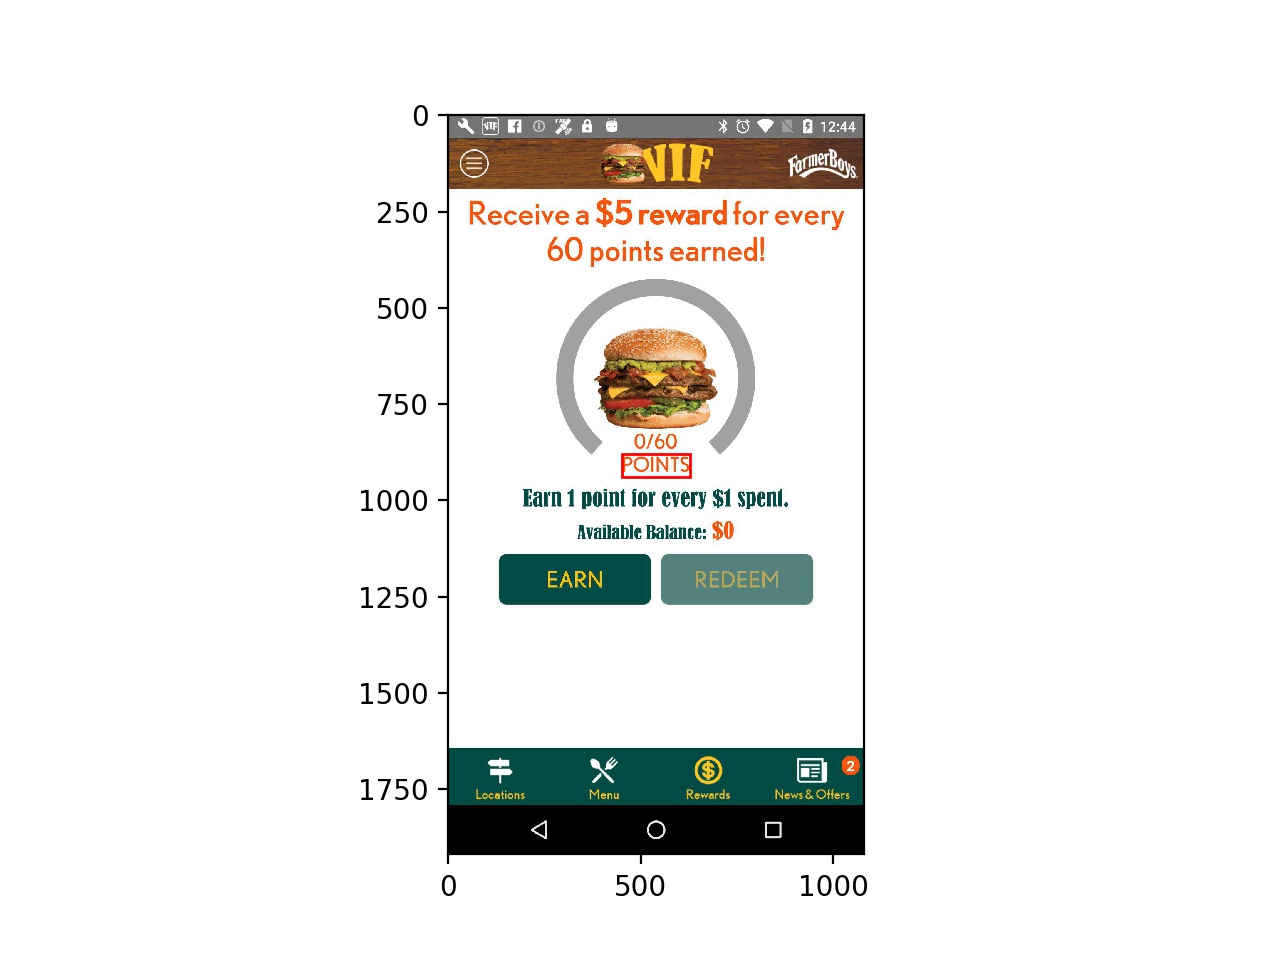 0
250
500
750
1000
1250
1500
1750
0 500 1000
VIF 12:44
VIF FarmerBoys.
Receive a $5 reward for every
60 points earned!
0/60
POINTS
Earn 1 point for every $1 spent.
Available Balance: $0
EARN REDEEM
2
Locations Menu Rewards News & Offers